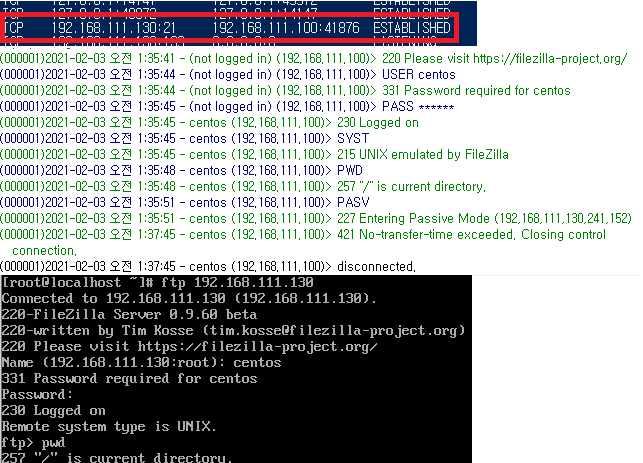 TCP 192.168.111.130:21 192.168.111.100:41876 ESTABLISHED
(000001)2021-02-03 오전 1:35:41 - (not logged in) (192,168,111,100)> 220 Please visit https://filezilla-project,org/
(000001)2021-02-03 오전 1:35:44 - (not logged in) (192,168,111,100)> USER centos
(000001)2021-02-03 오전 1:35:44 - (not logged in) (192,168,111,100)> 331 Password required for centos
(000001)2021-02-03 오전 1:35:45 - (not logged in) (192,168,111,100)> PASS ******
(000001)2021-02-03 오전 1:35:45 - centos (192,168,111,100)> 230 Logged on
(000001)2021-02-03 오전 1:35:45 - centos (192,168,111,100)> SYST
(000001)2021-02-03 오전 1:35:45 - centos (192,168,111,100)> 215 UNIX emulated by FileZilla
(000001)2021-02-03 오전 1:35:48 - centos (192,168,111,100)> PWD
(000001)2021-02-03 오전 1:35:48 - centos (192,168,111,100)> 257 "/" is current directory,
(000001)2021-02-03 오전 1:35:51 - centos (192,168,111,100)> PASV
(000001)2021-02-03 오전 1:35:51 - centos (192,168,111,100)> 227 Entering Passive Mode (192,168,111,130,241,152)
(000001)2021-02-03 오전 1:37:45 - centos (192,168,111,100)> 421 No-transfer-time exceeded, Closing control
connection,
(000001)2021-02-03 오전 1:37:45 - centos (192,168,111,100)> disconnected,
[root@localhost ~]# ftp 192.168.111.130
Connected to 192.168.111.130 (192.168.111.130).
220-FileZilla Server 0.9.60 beta
220-written by Tim Kosse (tim.kosse@filezilla-project.org)
220 Please visit https://filezilla-project.org/
Name (192.168.111.130:root): centos
331 Password required for centos
Password:
230 Logged on
Remote system type is UNIX.
ftp> pwd
257 "/" is current directory.